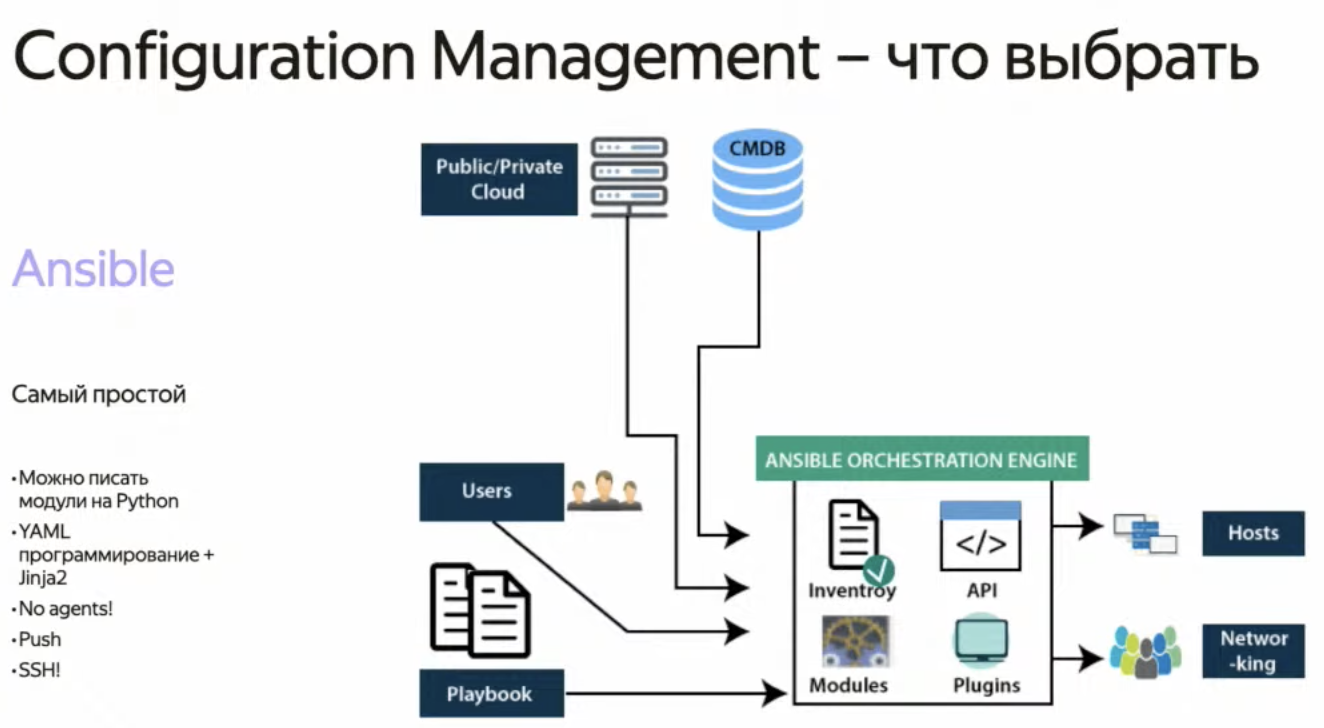 Configuration Management – что выбрать
Public/Private
Cloud
CMDB
Ansible
Самый простой
•Можно писать
модули на Python
•YAML
программирование +
Jinja2
•No agents!
•Push
•SSH!
Users
Playbook
ANSIBLE ORCHESTRATION ENGINE
Inventroy
</>
API
Modules
Plugins
Hosts
Networ
-king